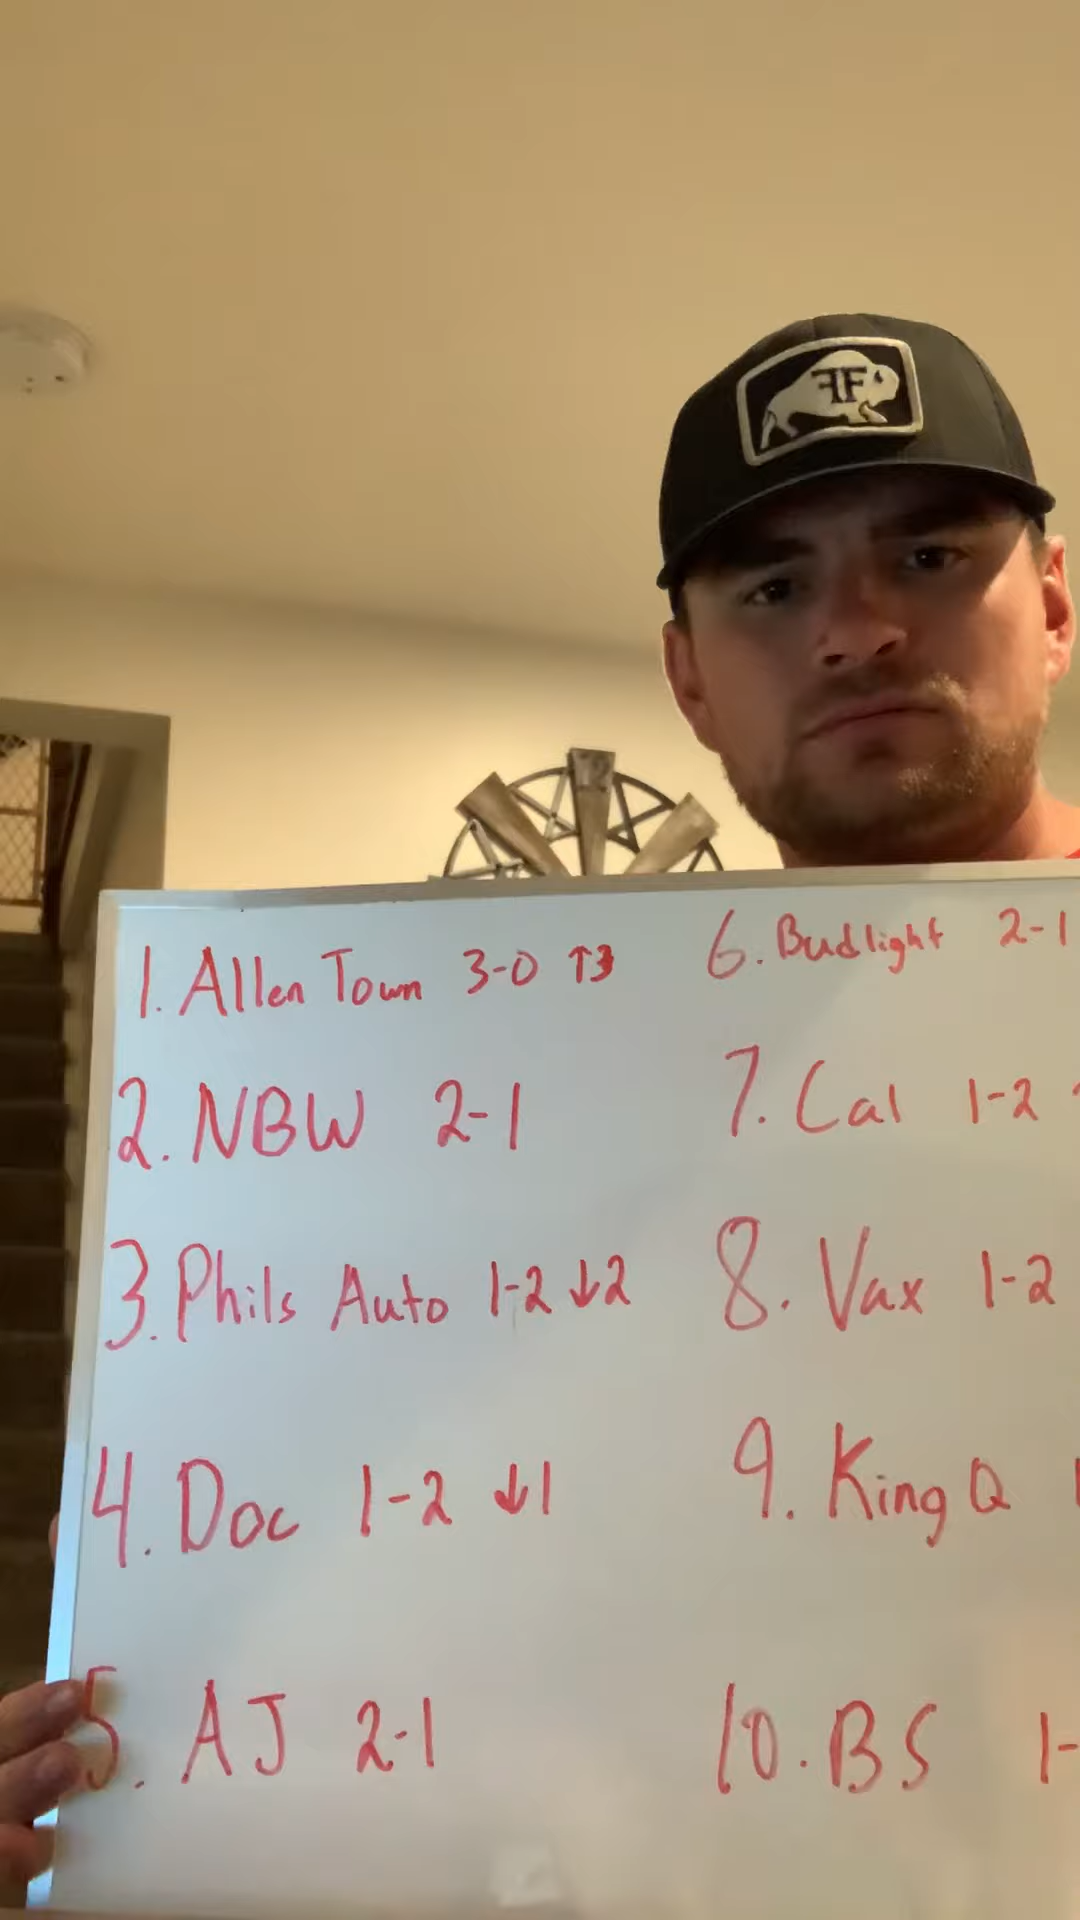 FF
1. Allen Town 3-0 ↑3
2. NBW 2-1
3. Phils Auto 1-2 ↓2
4. Doc 1-2 ↓1
5. AJ 2-1
6. Budlight 2-1
7. Cal 1-2
8. Vax 1-2
9. King Q
10. BS 1-